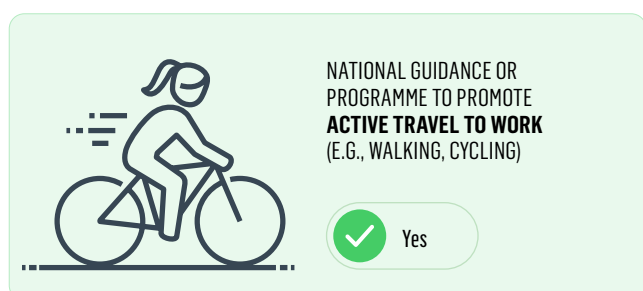 NATIONAL GUIDANCE OR
PROGRAMME TO PROMOTE
ACTIVE TRAVEL TO WORK
(E.G., WALKING, CYCLING)
Yes